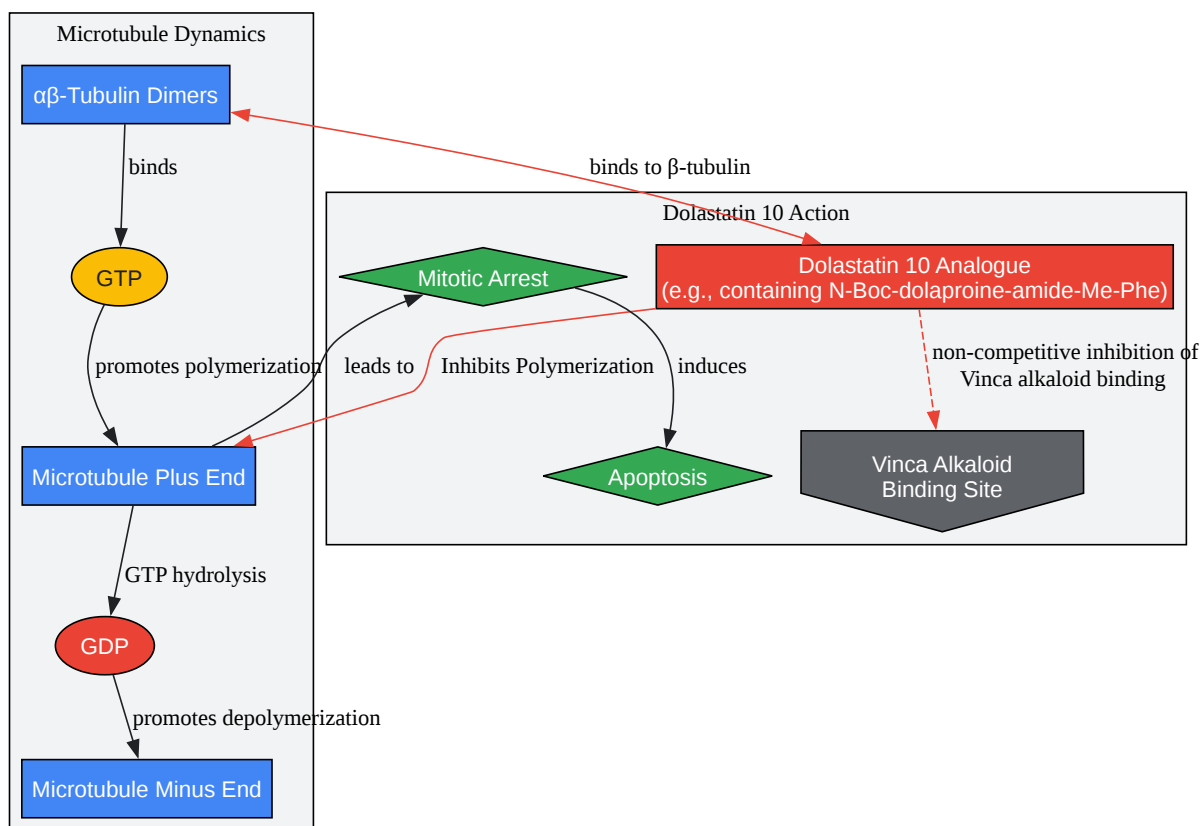 Microtubule Dynamics
αβ-Tubulin Dimers
binds
GTP
promotes polymerization
Microtubule Plus End
GTP hydrolysis
GDP
promotes depolymerization
Microtubule Minus End
binds to β-tubulin
Dolastatin 10 Action
Mitotic Arrest
Dolastatin 10 Analogue
(e.g., containing N-Boc-dolaproine-amide-Me-Phe)
leads to
Inhibits Polymerization
induces
non-competitive inhibition of
Vinca alkaloid binding
Apoptosis
Vinca Alkaloid
Binding Site